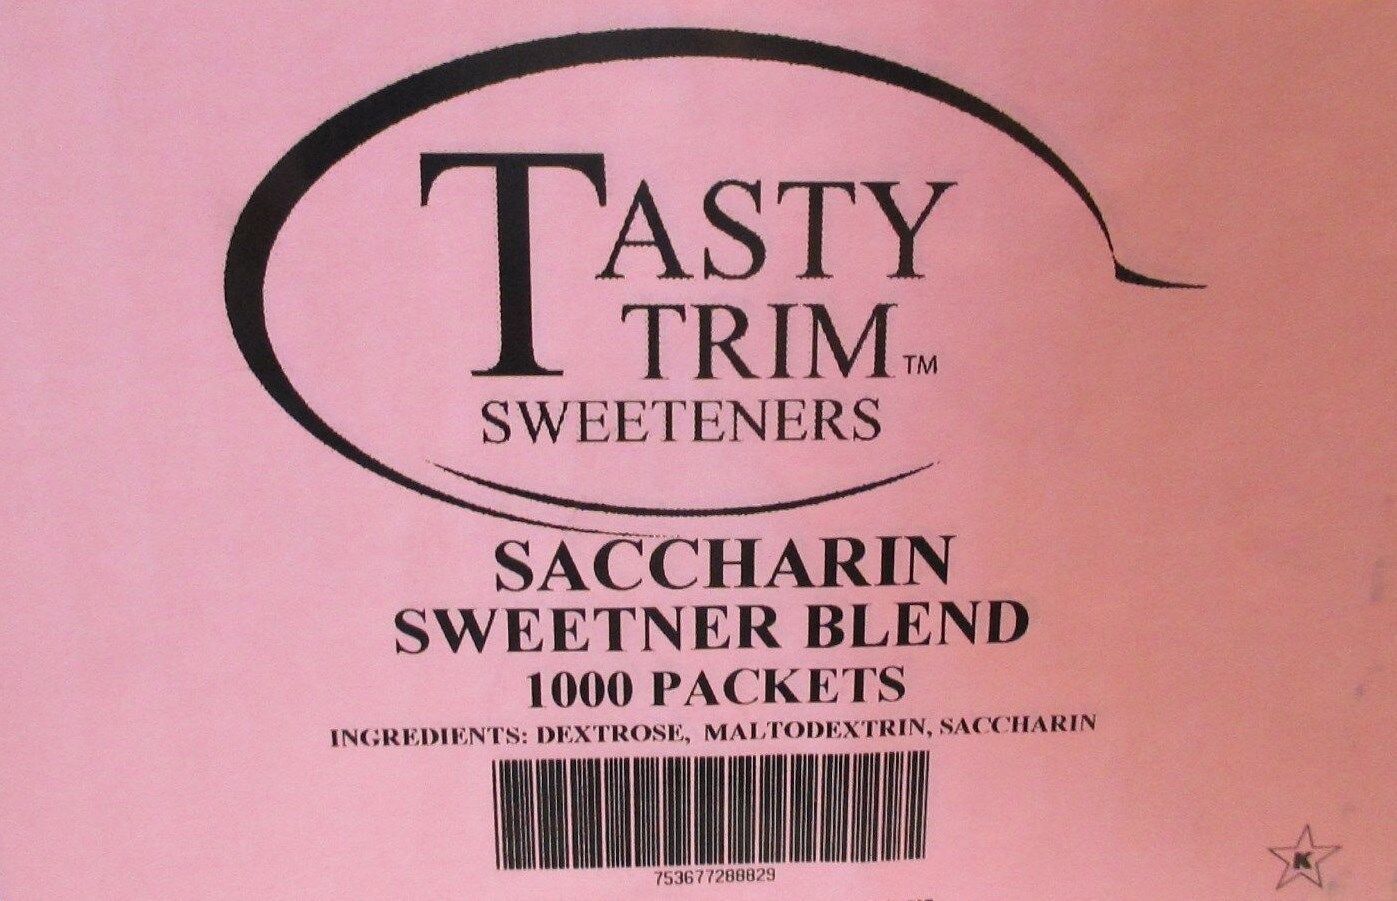 TASTY
TRIM™
SWEETENERS
SACCHARIN
SWEETNER BLEND
1000 PACKETS
INGREDIENTS: DEXTROSE, MALTODEXTRIN, SACCHARIN
753677288829
K